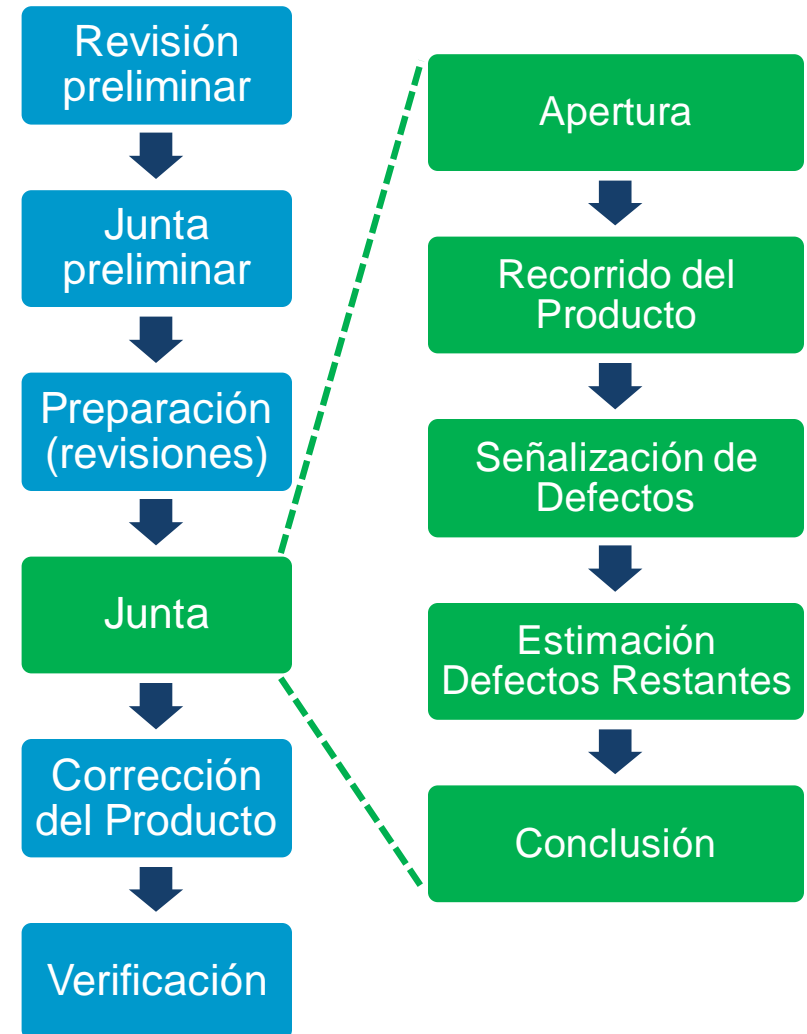 Revisión
preliminar
Junta
preliminar
Preparación
(revisiones)
Junta
Corrección
del Producto
Verificación
Apertura
Recorrido del
Producto
Señalización de
Defectos
Estimación
Defectos Restantes
Conclusión